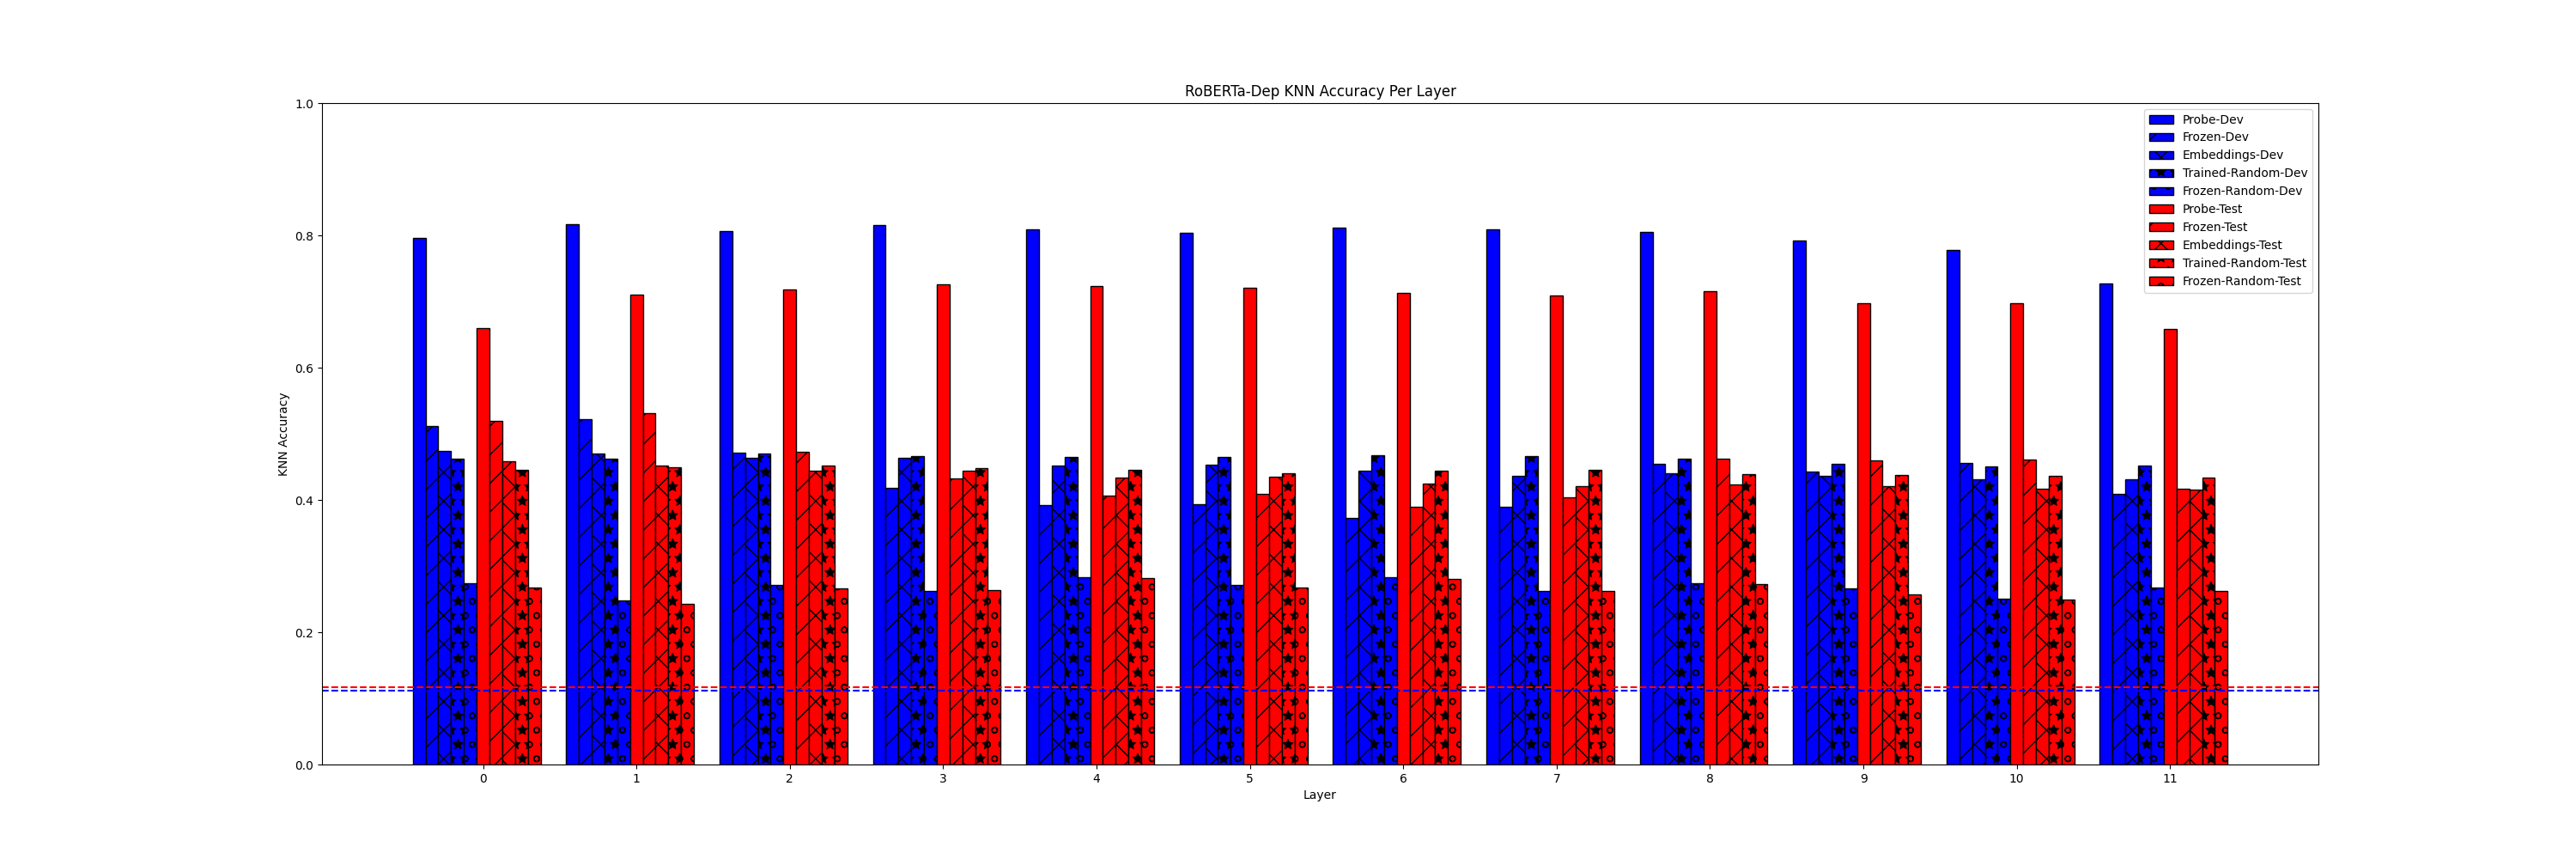 RoBERTa-Dep KNN Accuracy Per Layer
1.0
0.8
0.6
0.4
0.2
0.0
KNN Accuracy
Probe-Dev
Frozen-Dev
Embeddings-Dev
Trained-Random-Dev
Frozen-Random-Dev
Probe-Test
Frozen-Test
Embeddings-Test
Trained-Random-Test
Frozen-Random-Test
0 1 2 3 4 5 6 7 8 9 10 11
Layer